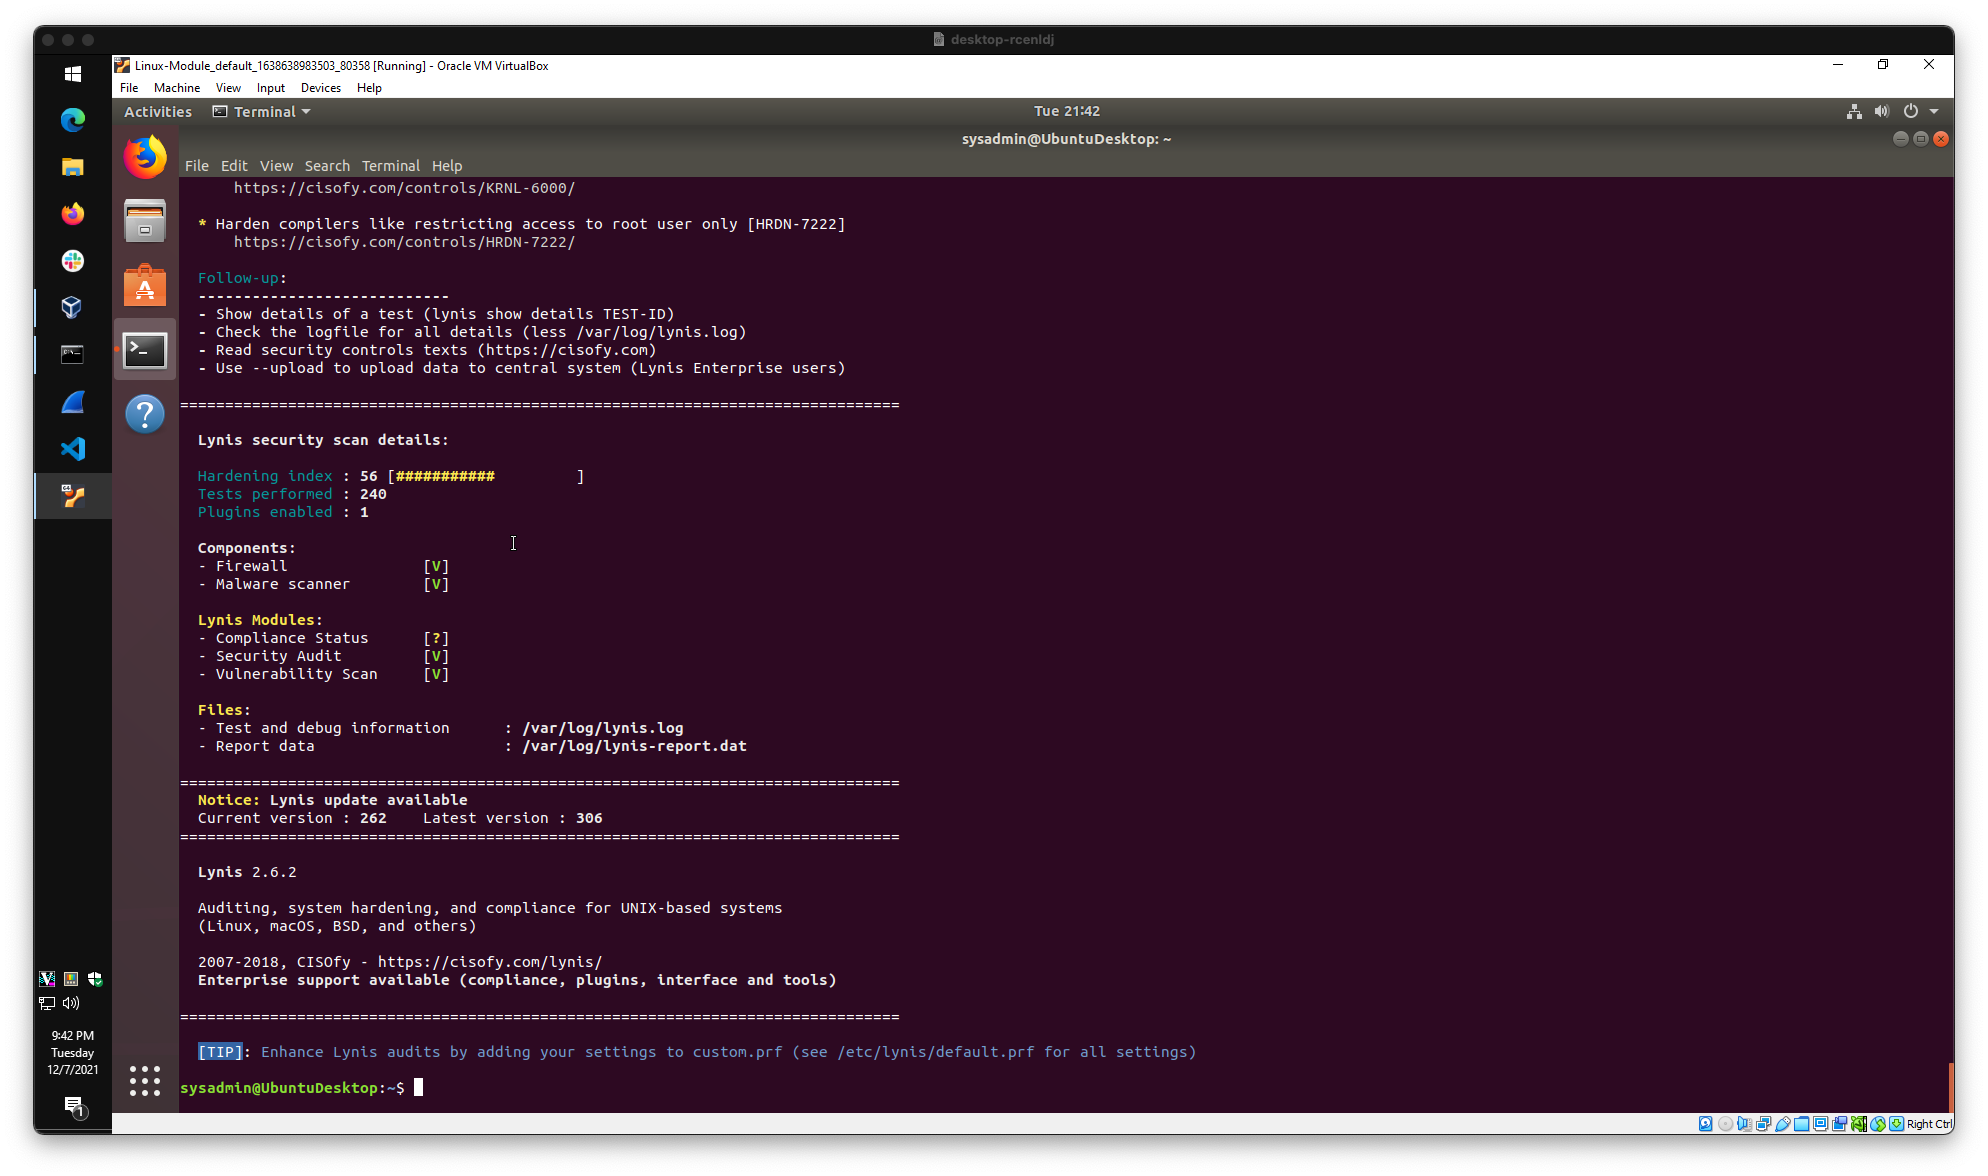 desktop-rcenldj
Linux-Module_default_1638638983503_80358 [Running] - Oracle VM VirtualBox
File Machine View Input Devices Help
Activities Terminal Tue 21:42
sysadmin@UbuntuDesktop: ~
File Edit View Search Terminal Help
https://cisofy.com/controls/KRNL-6000/
* Harden compilers like restricting access to root user only [HRDN-7222]
https://cisofy.com/controls/HRDN-7222/
Follow-up:
----------------------------
- Show details of a test (lynis show details TEST-ID)
- Check the logfile for all details (less /var/log/lynis.log)
- Read security controls texts (https://cisofy.com)
- Use --upload to upload data to central system (Lynis Enterprise users)
================================================================================
Lynis security scan details:
Hardening index : 56 [###########         ]
Tests performed : 240
Plugins enabled : 1
Components:
- Firewall [V]
- Malware scanner [V]
Lynis Modules:
- Compliance Status [?]
- Security Audit [V]
- Vulnerability Scan [V]
Files:
- Test and debug information : /var/log/lynis.log
- Report data : /var/log/lynis-report.dat
================================================================================
Notice: Lynis update available
Current version : 262 Latest version : 306
================================================================================
Lynis 2.6.2
Auditing, system hardening, and compliance for UNIX-based systems
(Linux, macOS, BSD, and others)
2007-2018, CISOfy - https://cisofy.com/lynis/
Enterprise support available (compliance, plugins, interface and tools)
================================================================================
[TIP]: Enhance Lynis audits by adding your settings to custom.prf (see /etc/lynis/default.prf for all settings)
sysadmin@UbuntuDesktop:~$
9:42 PM
Tuesday
12/7/2021
1
Right Ctrl